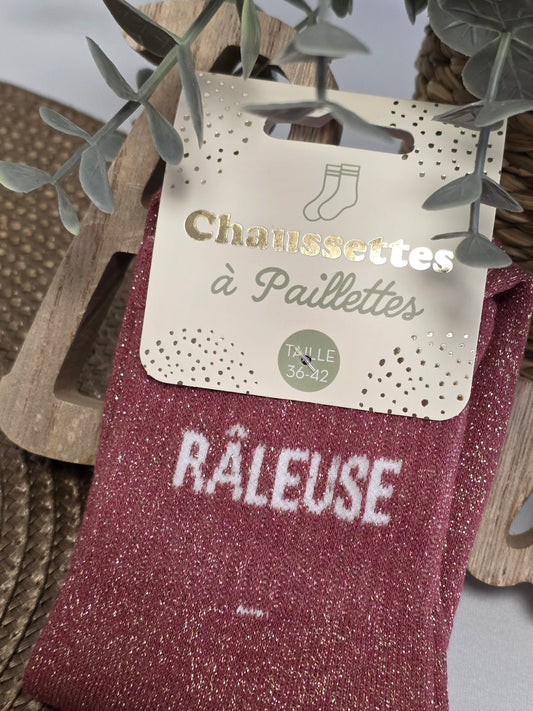 Chaussettes
à Paillettes
TAILLE
36-42
RÂLEUSE